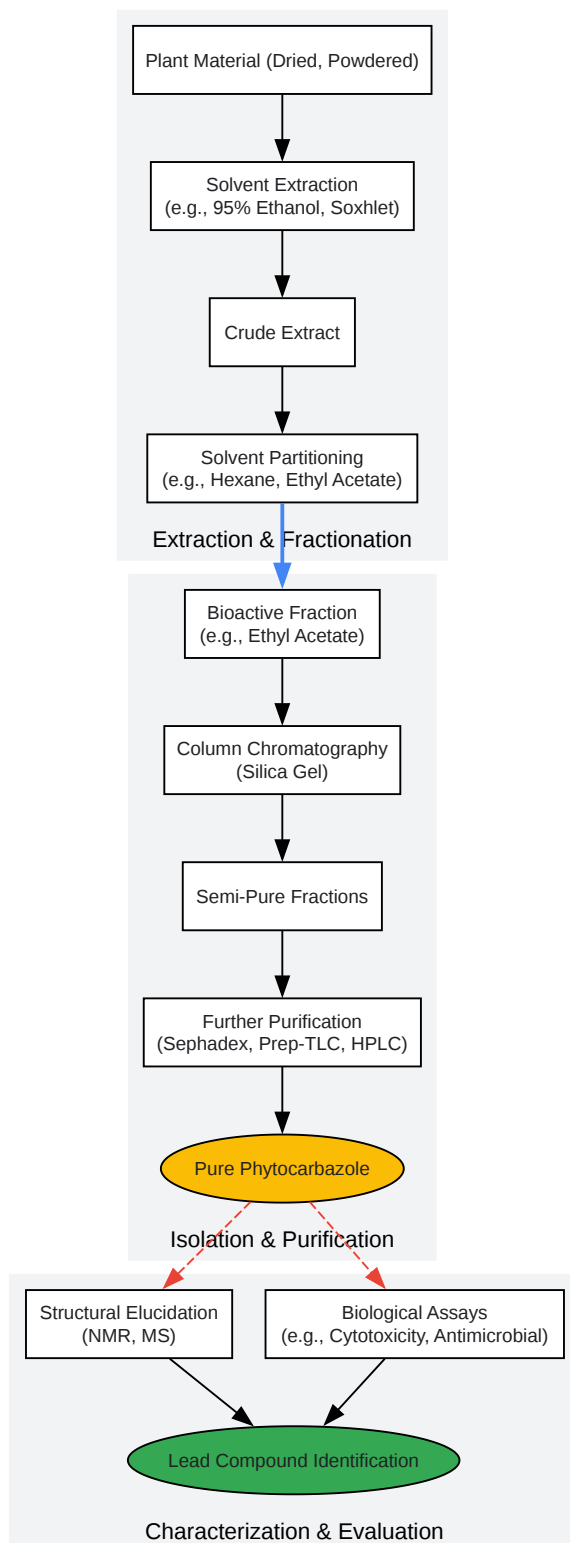 Plant Material (Dried, Powdered)
Solvent Extraction
(e.g., 95% Ethanol, Soxhlet)
Crude Extract
Solvent Partitioning
(e.g., Hexane, Ethyl Acetate)
Extraction & Fractionation
Bioactive Fraction
(e.g., Ethyl Acetate)
Column Chromatography
(Silica Gel)
Semi-Pure Fractions
Further Purification
(Sephadex, Prep-TLC, HPLC)
Pure Phytocarbazole
Isolation & Purification
Structural Elucidation
(NMR, MS)
Biological Assays
(e.g., Cytotoxicity, Antimicrobial)
Lead Compound Identification
Characterization & Evaluation